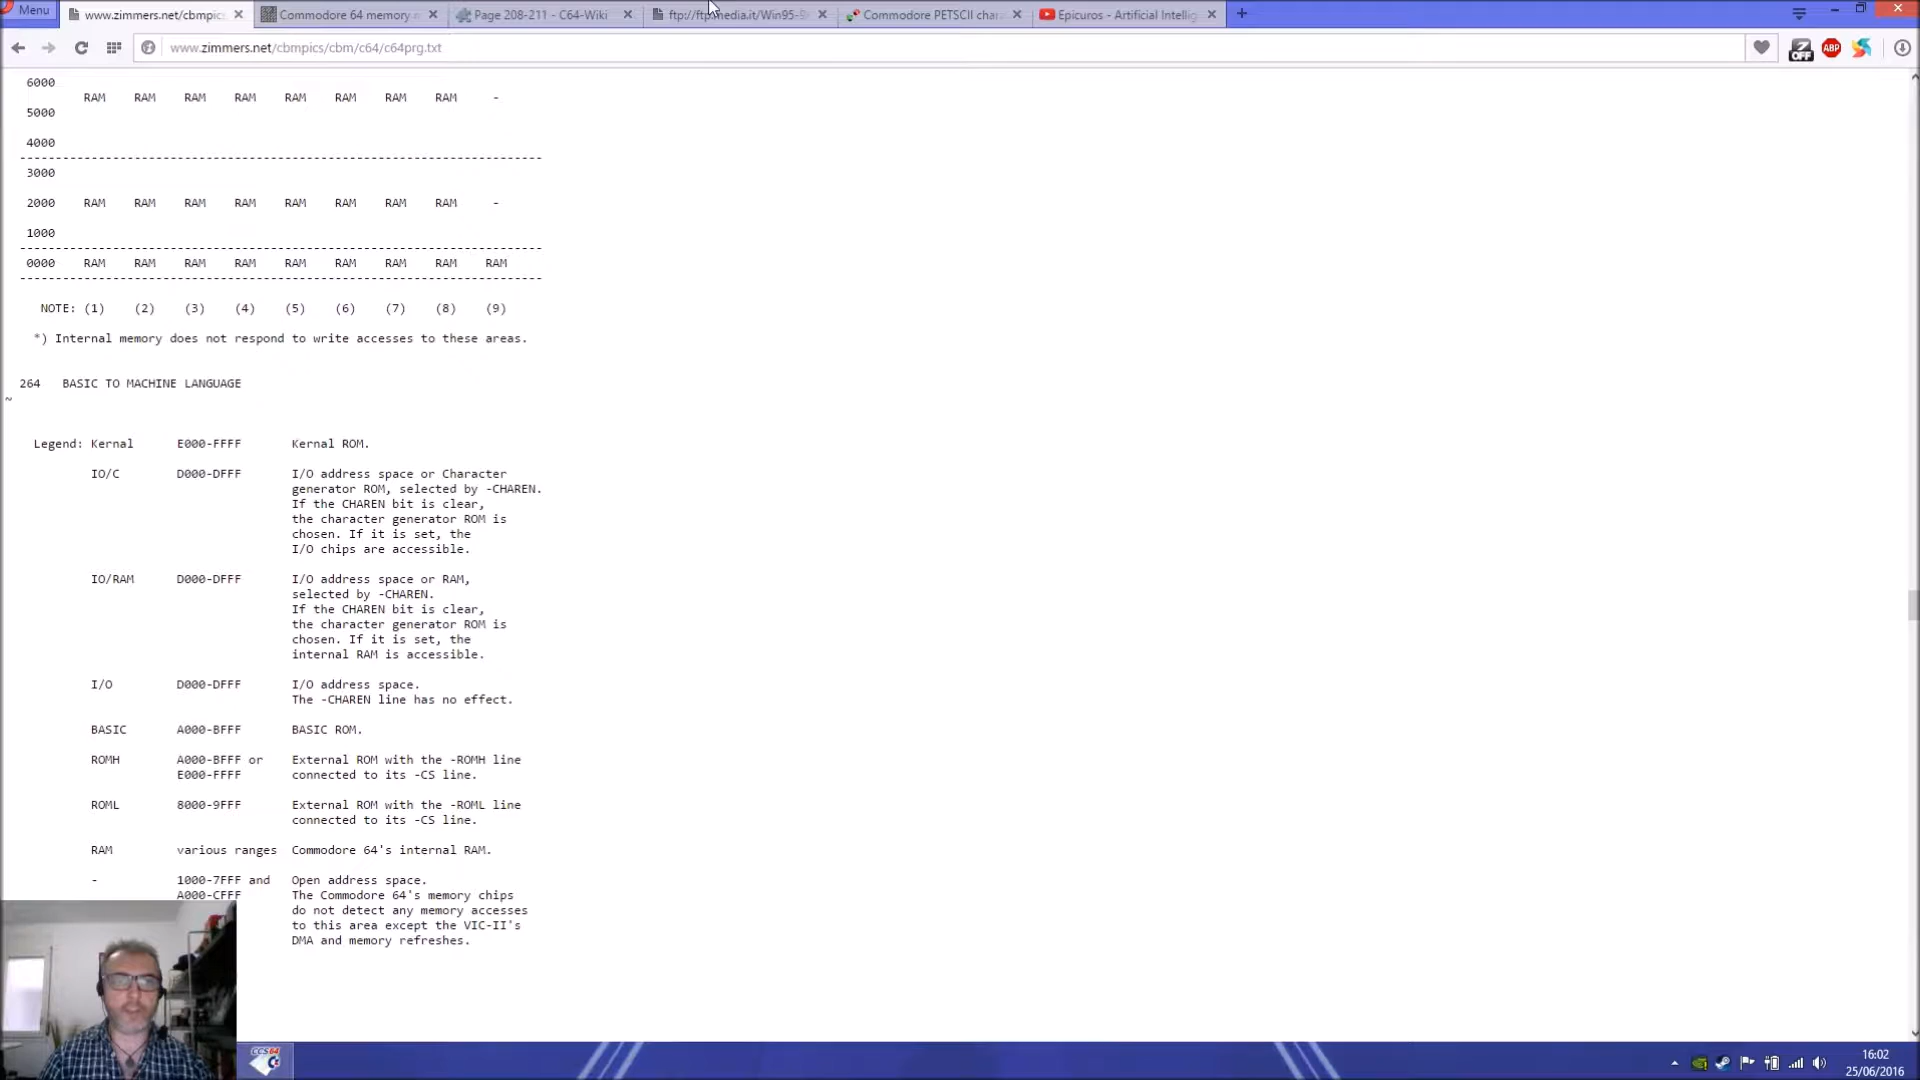 Menu
www.zimmers.net/cbmpics
Commodore 64 memory
Page 208-211 - C64-Wiki
ftp://ftp.media.it/Win95-9
Commodore PETSCII char
Epicuros - Artificial Intellig
www.zimmers.net/cbmpics/cbm/c64/c64prg.txt
Z OFF
ABP
6000
RAM RAM RAM RAM RAM RAM RAM RAM -
5000
4000
3000
2000 RAM RAM RAM RAM RAM RAM RAM RAM -
1000
0000 RAM RAM RAM RAM RAM RAM RAM RAM RAM
NOTE: (1) (2) (3) (4) (5) (6) (7) (8) (9)
*) Internal memory does not respond to write accesses to these areas.
264 BASIC TO MACHINE LANGUAGE
~
Legend: Kernal E000-FFFF Kernal ROM.
IO/C D000-DFFF I/O address space or Character
generator ROM, selected by -CHAREN.
If the CHAREN bit is clear,
the character generator ROM is
chosen. If it is set, the
I/O chips are accessible.
IO/RAM D000-DFFF I/O address space or RAM,
selected by -CHAREN.
If the CHAREN bit is clear,
the character generator ROM is
chosen. If it is set, the
internal RAM is accessible.
I/O D000-DFFF I/O address space.
The -CHAREN line has no effect.
BASIC A000-BFFF BASIC ROM.
ROMH A000-BFFF or External ROM with the -ROMH line
E000-FFFF connected to its -CS line.
ROML 8000-9FFF External ROM with the -ROML line
connected to its -CS line.
RAM various ranges Commodore 64's internal RAM.
- 1000-7FFF and Open address space.
A000-CFFF The Commodore 64's memory chips
do not detect any memory accesses
to this area except the VIC-II's
DMA and memory refreshes.
CCS64
16:02
25/06/2016